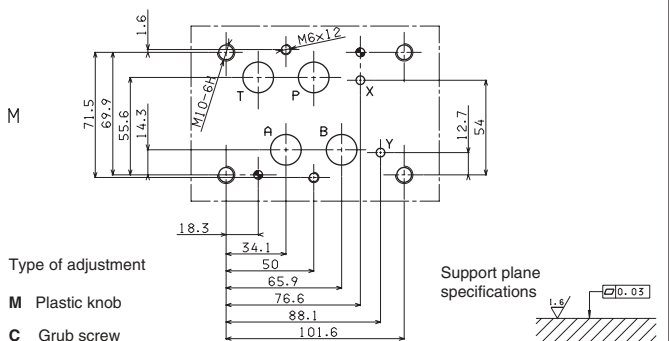 1.6
M6x12
M10-6H
T
P
X
M
71.5
69.9
55.6
14.3
A
B
Y
12.7
54
18.3
34.1
50
65.9
76.6
88.1
101.6
Type of adjustment
M Plastic knob
C Grub screw
Support plane
specifications
1.6
0.03